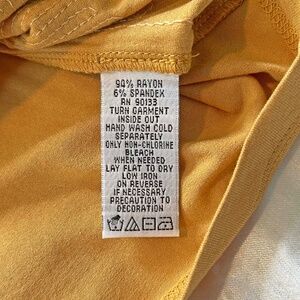 94% RAYON
6% SPANDEX
RN 90133
TURN GARMENT
INSIDE OUT
HAND WASH COLD
SEPARATELY
ONLY NON-CHLORINE
BLEACH
WHEN NEEDED
LAY FLAT TO DRY
LOW IRON
ON REVERSE
IF NECESSARY
PRECAUTION TO
DECORATION